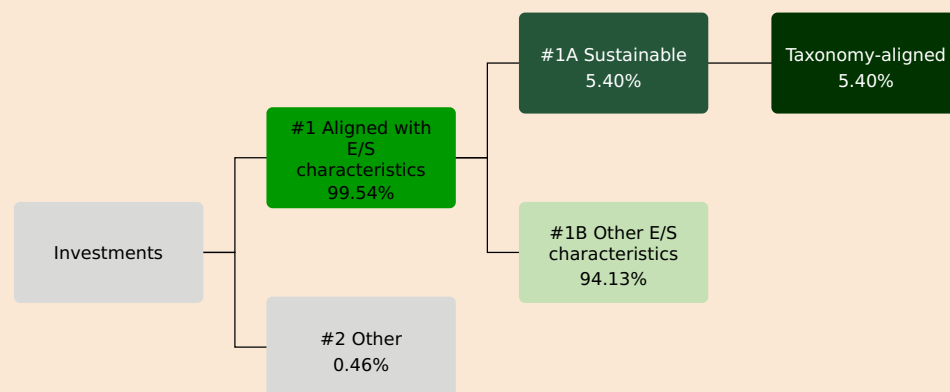 #1A Sustainable
5.40%
Taxonomy-aligned
5.40%
#1 Aligned with
E/S
characteristics
99.54%
Investments
#1B Other E/S
characteristics
94.13%
#2 Other
0.46%